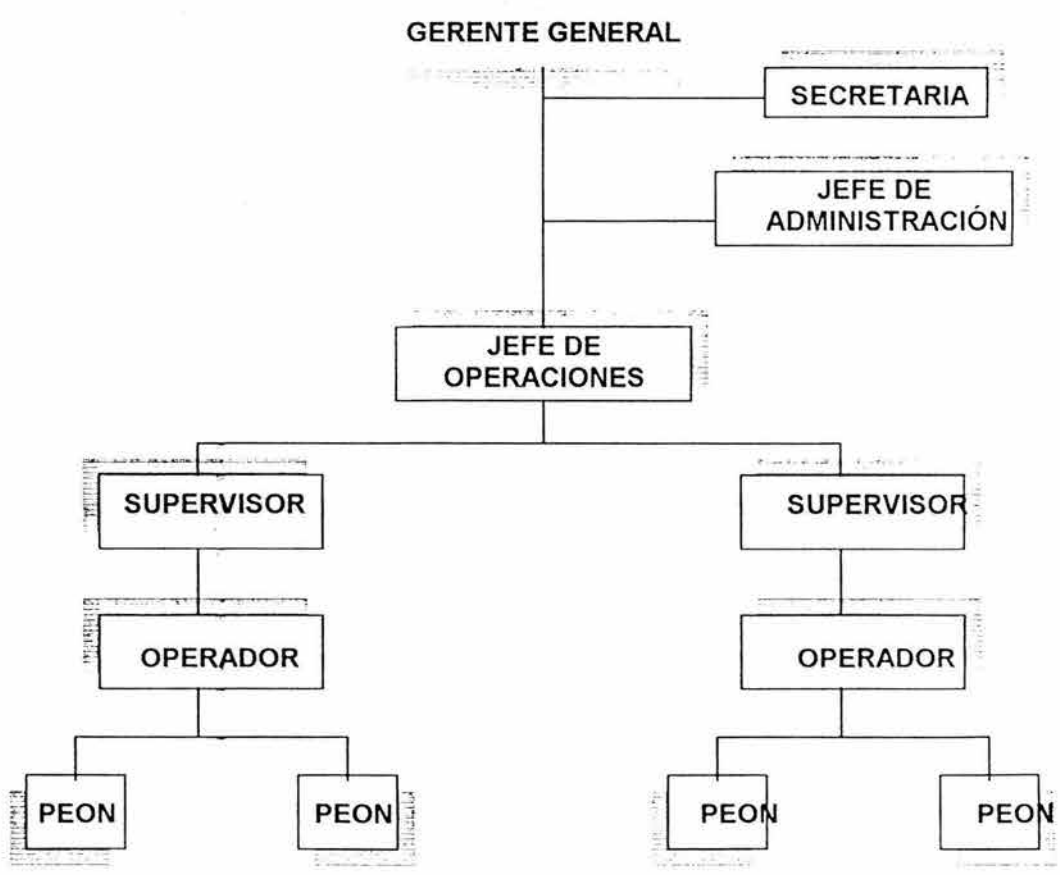 GERENTE GENERAL
SECRETARIA
JEFE DE
ADMINISTRACIÓN
JEFE DE
OPERACIONES
SUPERVISOR
SUPERVISOR
OPERADOR
OPERADOR
PEON
PEON
PEON
PEON